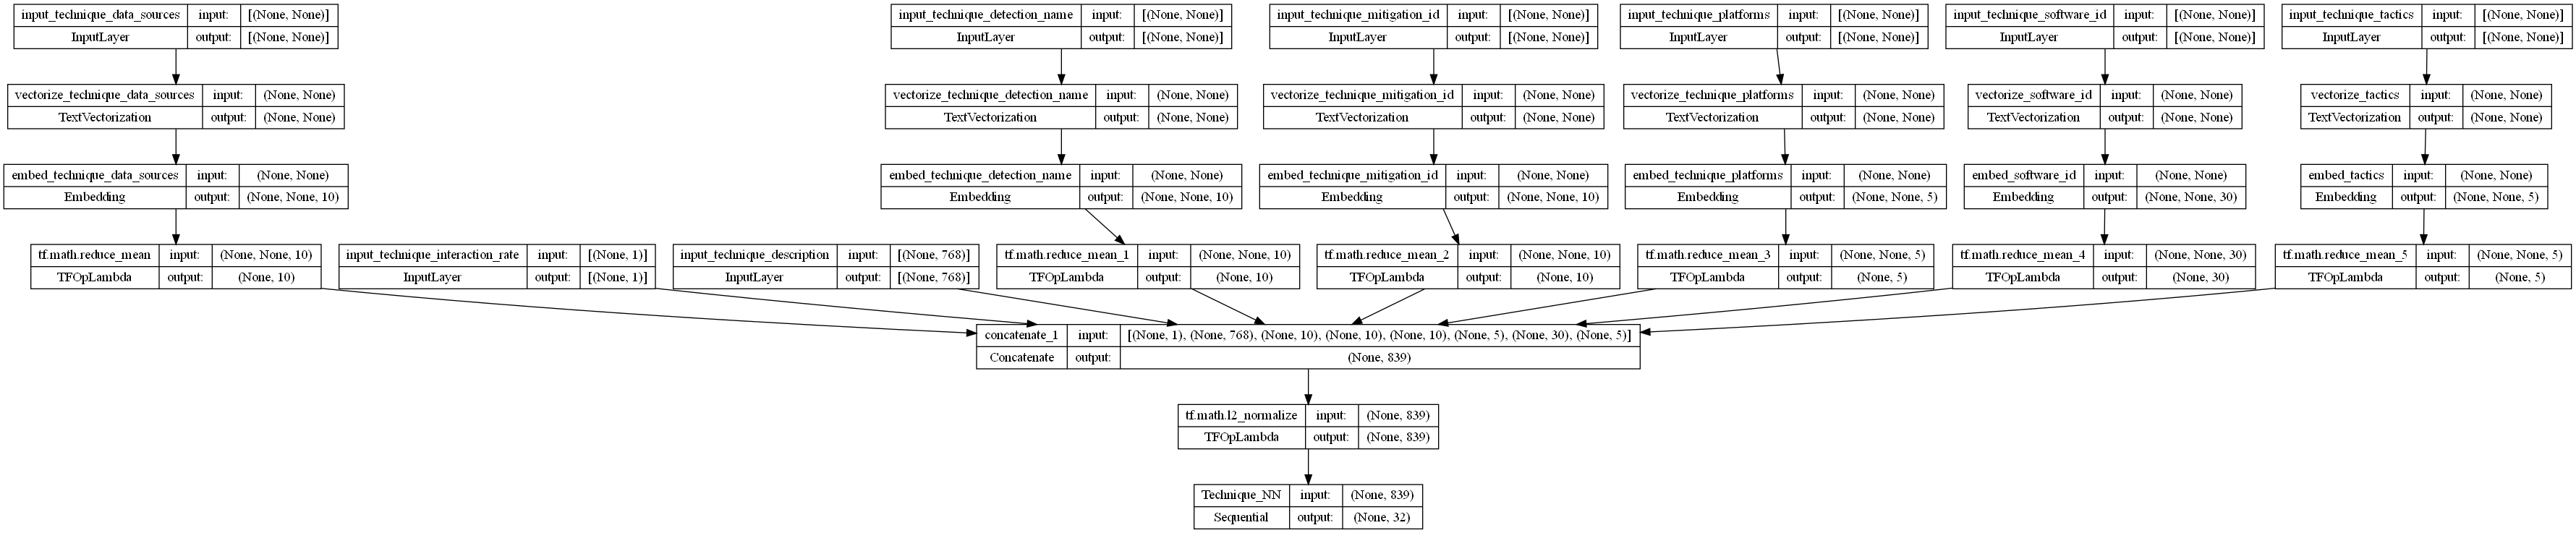 input_technique_data_sources input: [(None, None)]
InputLayer output: [(None, None)]
input_technique_detection_name input: [(None, None)]
InputLayer output: [(None, None)]
input_technique_mitigation_id input: [(None, None)]
InputLayer output: [(None, None)]
input_technique_platforms input: [(None, None)]
InputLayer output: [(None, None)]
input_technique_software_id input: [(None, None)]
InputLayer output: [(None, None)]
input_technique_tactics input: [(None, None)]
InputLayer output: [(None, None)]
vectorize_technique_data_sources input: (None, None)
TextVectorization output: (None, None)
vectorize_technique_detection_name input: (None, None)
TextVectorization output: (None, None)
vectorize_technique_mitigation_id input: (None, None)
TextVectorization output: (None, None)
vectorize_technique_platforms input: (None, None)
TextVectorization output: (None, None)
vectorize_software_id input: (None, None)
TextVectorization output: (None, None)
vectorize_tactics input: (None, None)
TextVectorization output: (None, None)
embed_technique_data_sources input: (None, None)
Embedding output: (None, None, 10)
embed_technique_detection_name input: (None, None)
Embedding output: (None, None, 10)
embed_technique_mitigation_id input: (None, None)
Embedding output: (None, None, 10)
embed_technique_platforms input: (None, None)
Embedding output: (None, None, 5)
embed_software_id input: (None, None)
Embedding output: (None, None, 30)
embed_tactics input: (None, None)
Embedding output: (None, None, 5)
tf.math.reduce_mean input: (None, None, 10)
TFOpLambda output: (None, 10)
input_technique_interaction_rate input: [(None, 1)]
InputLayer output: [(None, 1)]
input_technique_description input: [(None, 768)]
InputLayer output: [(None, 768)]
tf.math.reduce_mean_1 input: (None, None, 10)
TFOpLambda output: (None, 10)
tf.math.reduce_mean_2 input: (None, None, 10)
TFOpLambda output: (None, 10)
tf.math.reduce_mean_3 input: (None, None, 5)
TFOpLambda output: (None, 5)
tf.math.reduce_mean_4 input: (None, None, 30)
TFOpLambda output: (None, 30)
tf.math.reduce_mean_5 input: (None, None, 5)
TFOpLambda output: (None, 5)
concatenate_1 input: [(None, 1), (None, 768), (None, 10), (None, 10), (None, 10), (None, 5), (None, 30), (None, 5)]
Concatenate output: (None, 839)
tf.math.l2_normalize input: (None, 839)
TFOpLambda output: (None, 839)
Technique_NN input: (None, 839)
Sequential output: (None, 32)